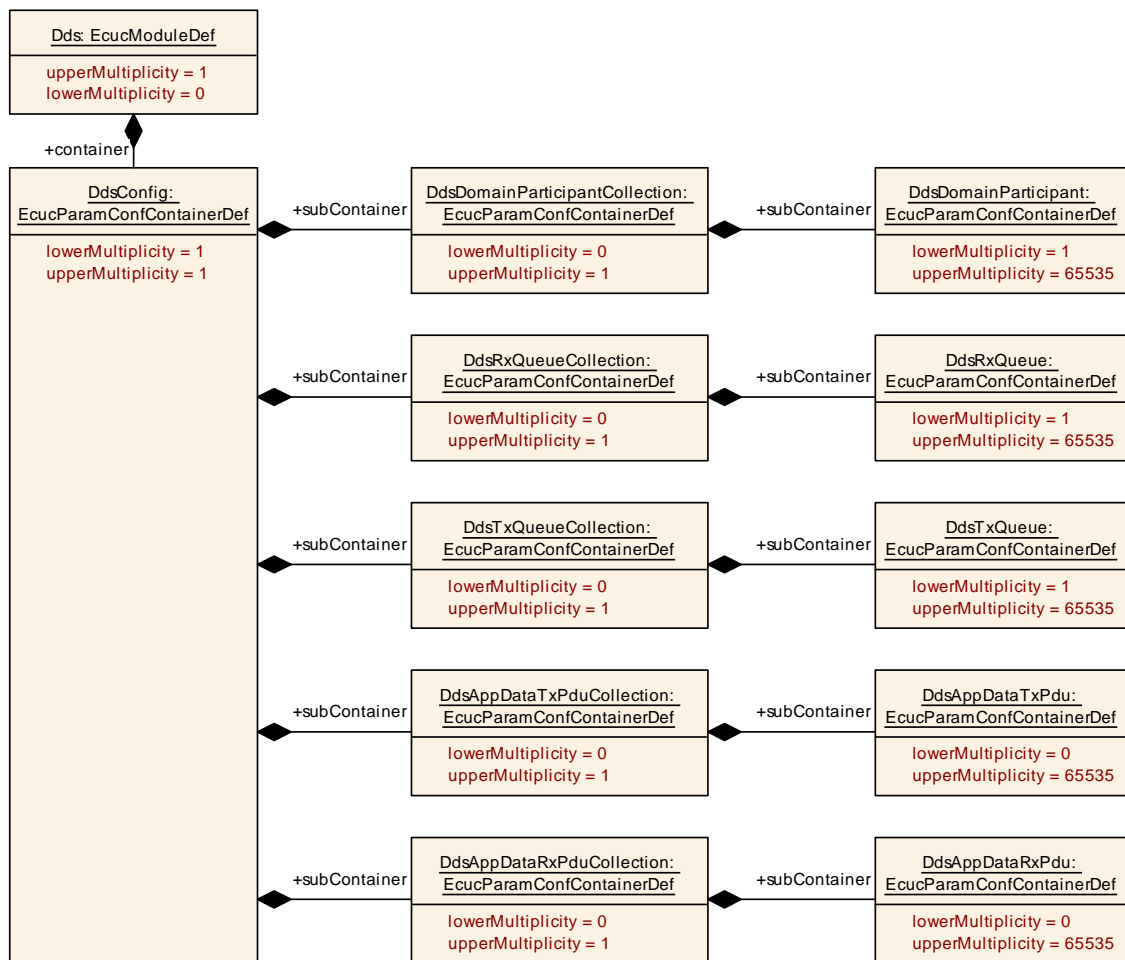 Dds: EcucModuleDef
upperMultiplicity = 1
lowerMultiplicity = 0
+container
DdsConfig:
EcucParamConfContainerDef
lowerMultiplicity = 1
upperMultiplicity = 1
+subContainer
DdsDomainParticipantCollection:
EcucParamConfContainerDef
lowerMultiplicity = 0
upperMultiplicity = 1
+subContainer
DdsDomainParticipant:
EcucParamConfContainerDef
lowerMultiplicity = 1
upperMultiplicity = 65535
+subContainer
DdsRxQueueCollection:
EcucParamConfContainerDef
lowerMultiplicity = 0
upperMultiplicity = 1
+subContainer
DdsRxQueue:
EcucParamConfContainerDef
lowerMultiplicity = 1
upperMultiplicity = 65535
+subContainer
DdsTxQueueCollection:
EcucParamConfContainerDef
lowerMultiplicity = 0
upperMultiplicity = 1
+subContainer
DdsTxQueue:
EcucParamConfContainerDef
lowerMultiplicity = 1
upperMultiplicity = 65535
+subContainer
DdsAppDataTxPduCollection:
EcucParamConfContainerDef
lowerMultiplicity = 0
upperMultiplicity = 1
+subContainer
DdsAppDataTxPdu:
EcucParamConfContainerDef
lowerMultiplicity = 0
upperMultiplicity = 65535
+subContainer
DdsAppDataRxPduCollection:
EcucParamConfContainerDef
lowerMultiplicity = 0
upperMultiplicity = 1
+subContainer
DdsAppDataRxPdu:
EcucParamConfContainerDef
lowerMultiplicity = 0
upperMultiplicity = 65535